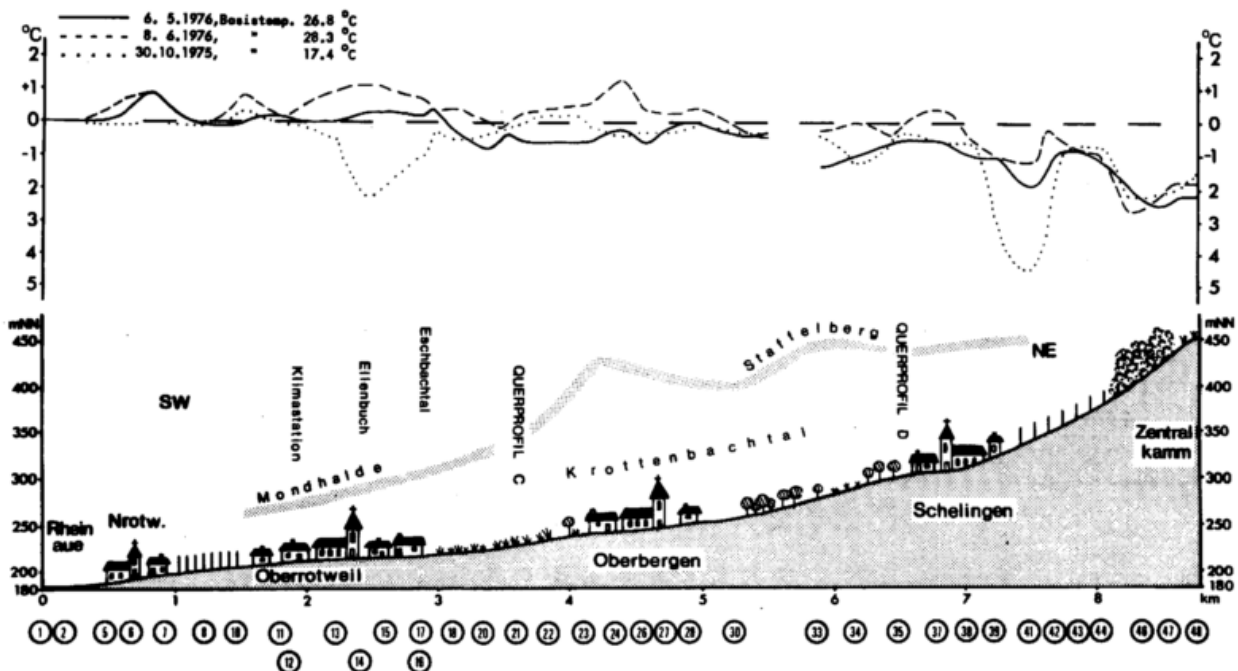 6. 5.1976, Basistemp. 26.8 °C
8. 6.1976, " 28.3 °C
30.10.1975, " 17.4 °C
°C
2
+1
0
-1
2
3
4
5
°C
2
+1
0
-1
2
3
4
5
mNN
450
400
350
300
250
200
180
mNN
450
400
350
300
250
200
180
SW
NE
Klimastation
Ellenbuch
Eschbachtal
QUERPROFIL C
Staffelberg
QUERPROFIL D
Mondhalde
Krottenbachtal
Zentral
kamm
Rhein
aue
Nrotw.
Oberrotweil
Oberbergen
Schelingen
0 1 2 3 4 5 6 7 8 km
1 2 5 6 7 8 10 11 13 15 17 18 20 21 22 23 24 26 27 28 30 33 34 35 37 38 39 41 42 43 44 46 47 48
12 14 16